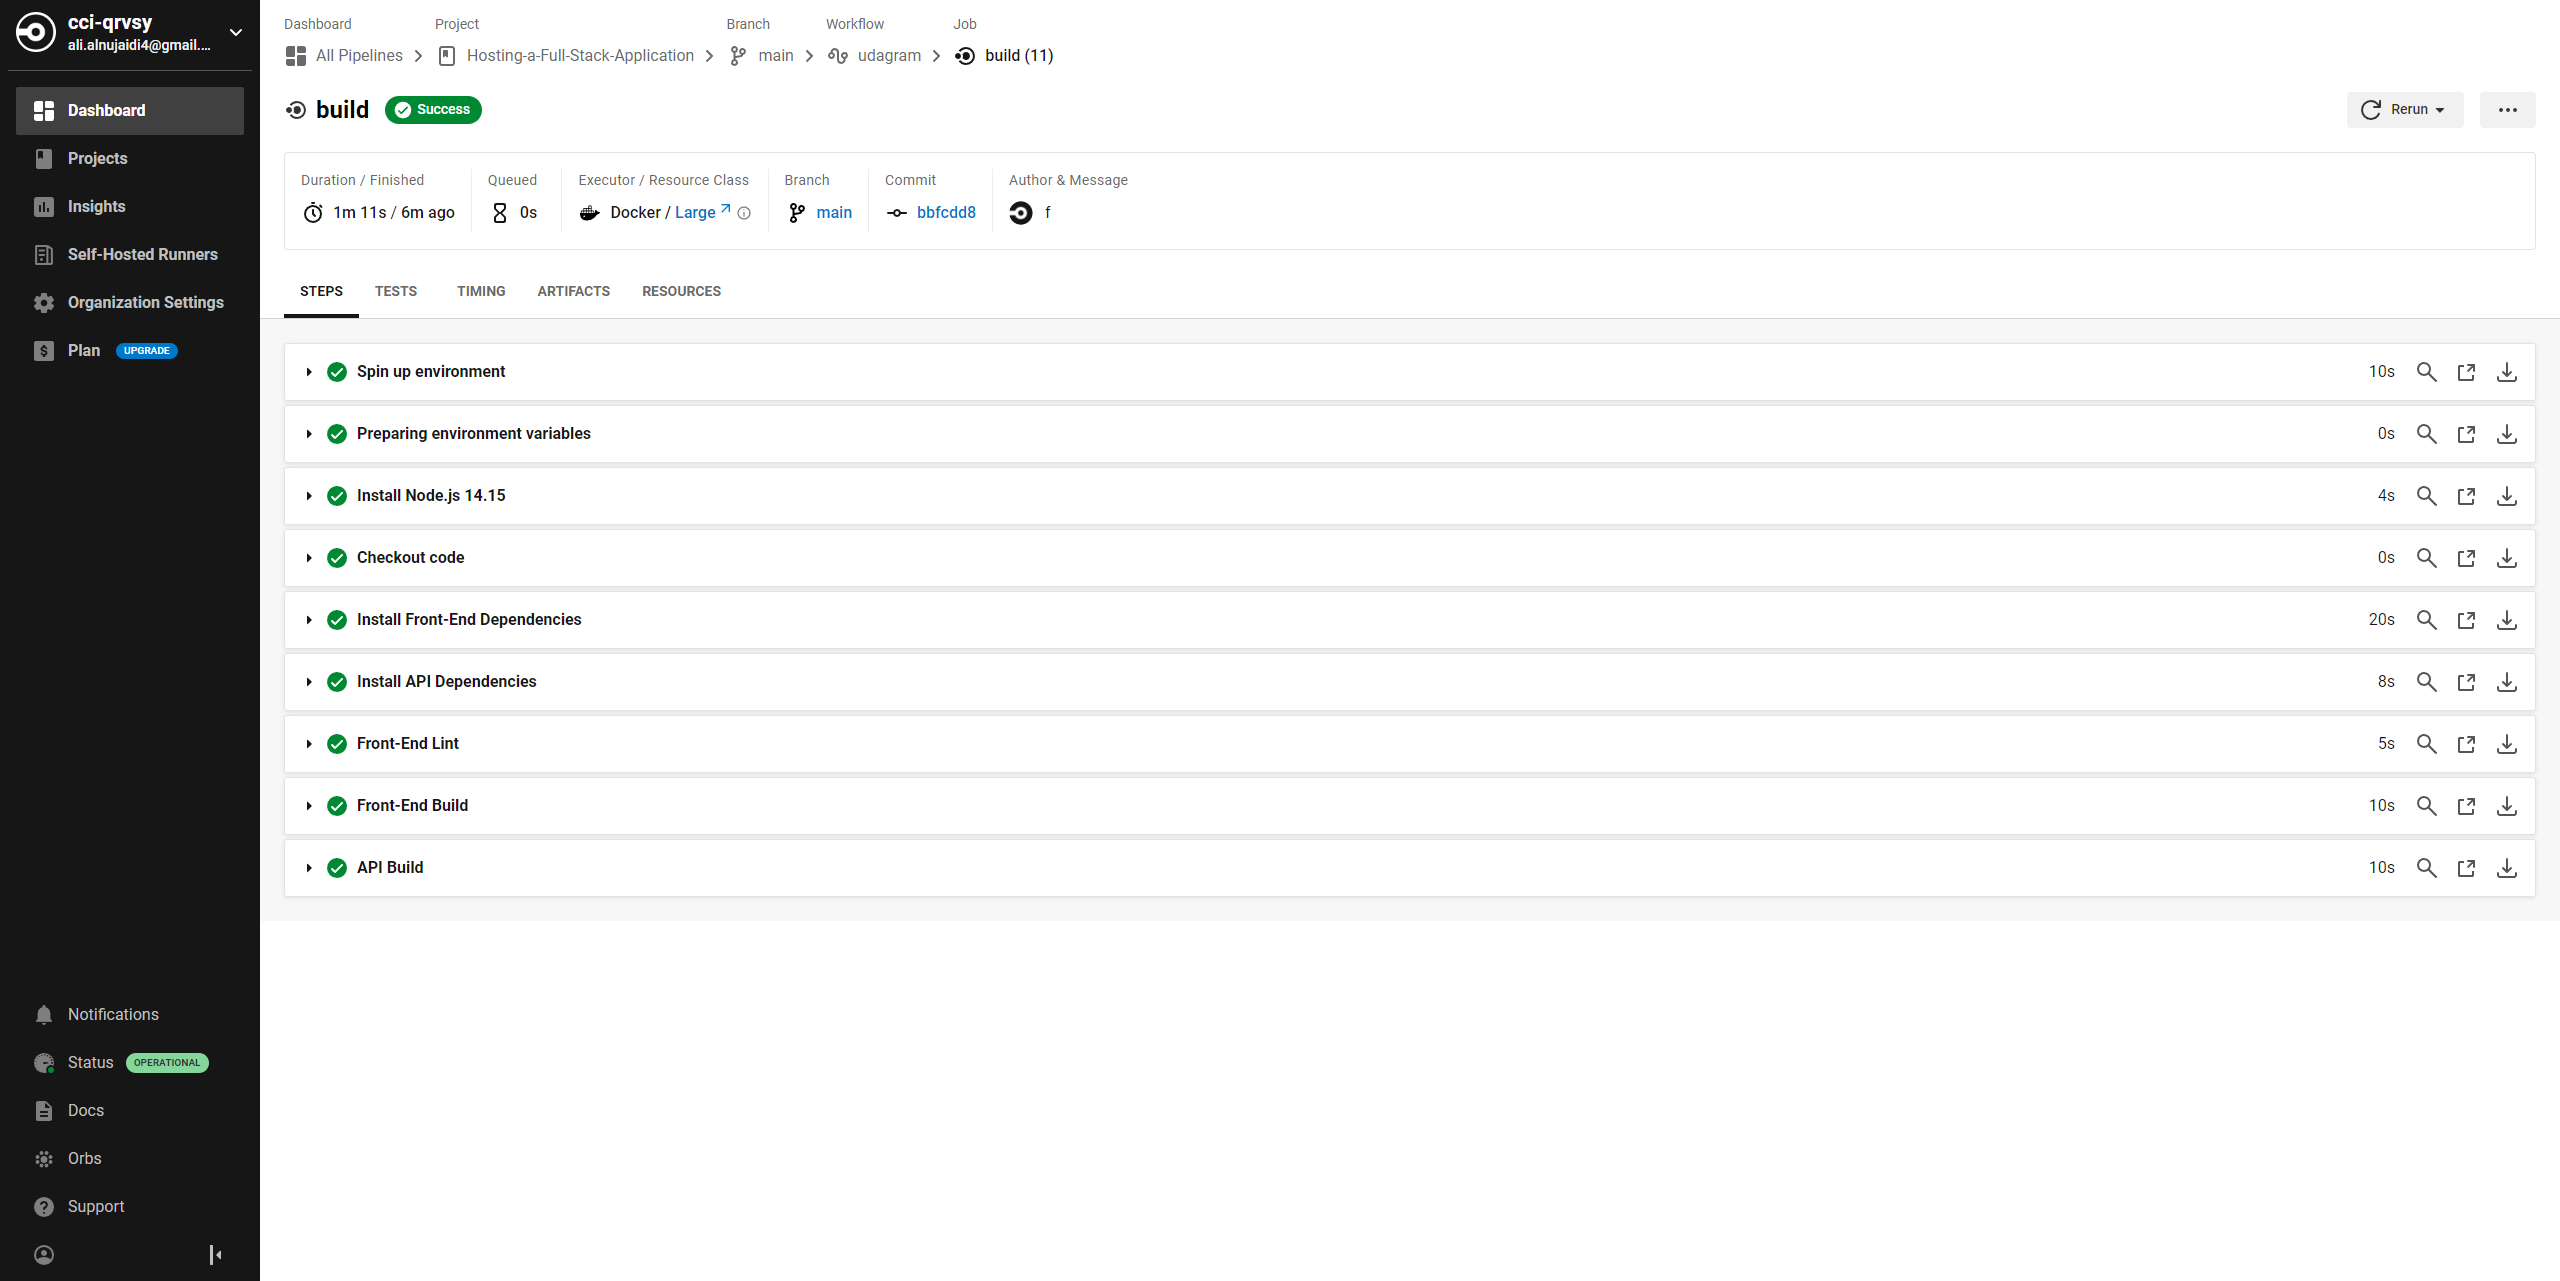 cci-qrvsy
ali.alnujaidi4@gmail....
Dashboard
Projects
Insights
Self-Hosted Runners
Organization Settings
Plan UPGRADE
Notifications
Status OPERATIONAL
Docs
Orbs
Support
Dashboard Project Branch Workflow Job
All Pipelines Hosting-a-Full-Stack-Application main udagram build (11)
build Success Rerun
Duration / Finished Queued Executor / Resource Class Branch Commit Author & Message
1m 11s / 6m ago 0s Docker / Large main bbfcdd8 f
STEPS TESTS TIMING ARTIFACTS RESOURCES
Spin up environment 10s
Preparing environment variables 0s
Install Node.js 14.15 4s
Checkout code 0s
Install Front-End Dependencies 20s
Install API Dependencies 8s
Front-End Lint 5s
Front-End Build 10s
API Build 10s